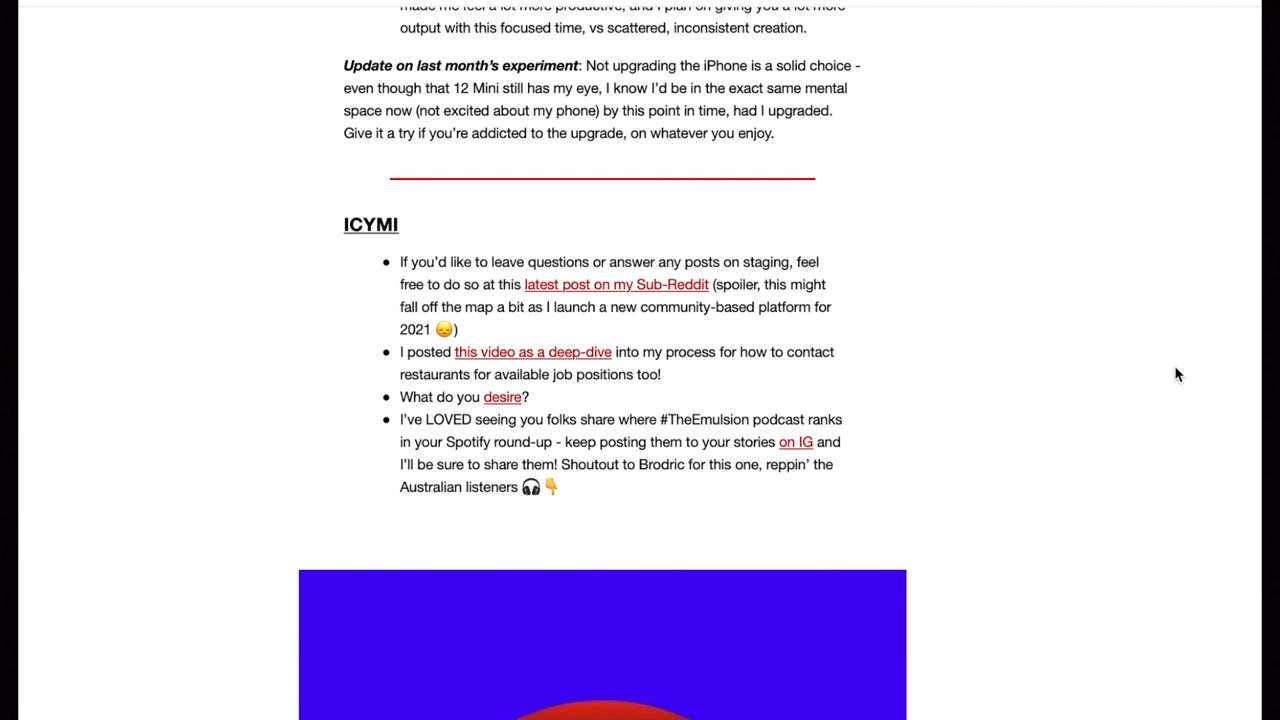 made me feel a lot more productive, and I plan on giving you a lot more
output with this focused time, vs scattered, inconsistent creation.
Update on last month’s experiment: Not upgrading the iPhone is a solid choice -
even though that 12 Mini still has my eye, I know I’d be in the exact same mental
space now (not excited about my phone) by this point in time, had I upgraded.
Give it a try if you’re addicted to the upgrade, on whatever you enjoy.
ICYMI
● If you’d like to leave questions or answer any posts on staging, feel
free to do so at this latest post on my Sub-Reddit (spoiler, this might
fall off the map a bit as I launch a new community-based platform for
2021 😞)
● I posted this video as a deep-dive into my process for how to contact
restaurants for available job positions too!
● What do you desire?
● I’ve LOVED seeing you folks share where #TheEmulsion podcast ranks
in your Spotify round-up - keep posting them to your stories on IG and
I’ll be sure to share them! Shoutout to Brodric for this one, reppin’ the
Australian listeners 🎧 👇